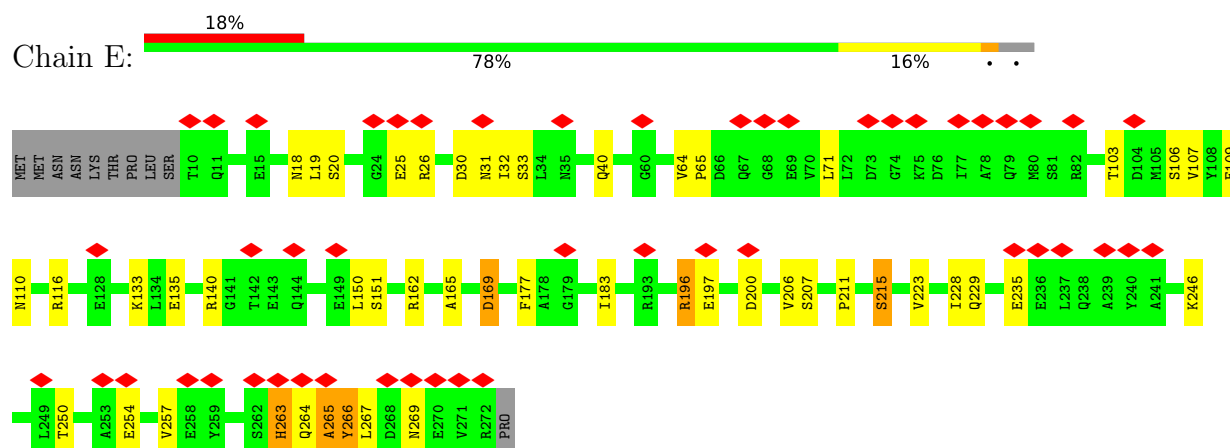 18%
Chain E:
78% 16% • •
MET MET ASN ASN LYS THR PRO LEU SER T10 Q11 E15 N18 L19 S20 G24 E25 R26 D30 N31 I32 S33 L34 N35 Q40 G60 V64 P65 D66 Q67 G68 E69 V70 L71 L72 D73 G74 K75 D76 I77 A78 Q79 M80 S81 R82 T103 D104 M105 S106 V107 Y108 E109
N110 R116 E128 K133 L134 E135 R140 G141 T142 E143 Q144 E149 L150 S151 R162 A165 D169 F177 A178 G179 I183 R193 R196 E197 D200 V206 S207 P211 S215 V223 I228 Q229 E235 E236 L237 Q238 A239 Y240 A241 K246
L249 T250 A253 E254 V257 E258 Y259 S262 H263 Q264 A265 Y266 L267 D268 N269 E270 V271 R272 PRO